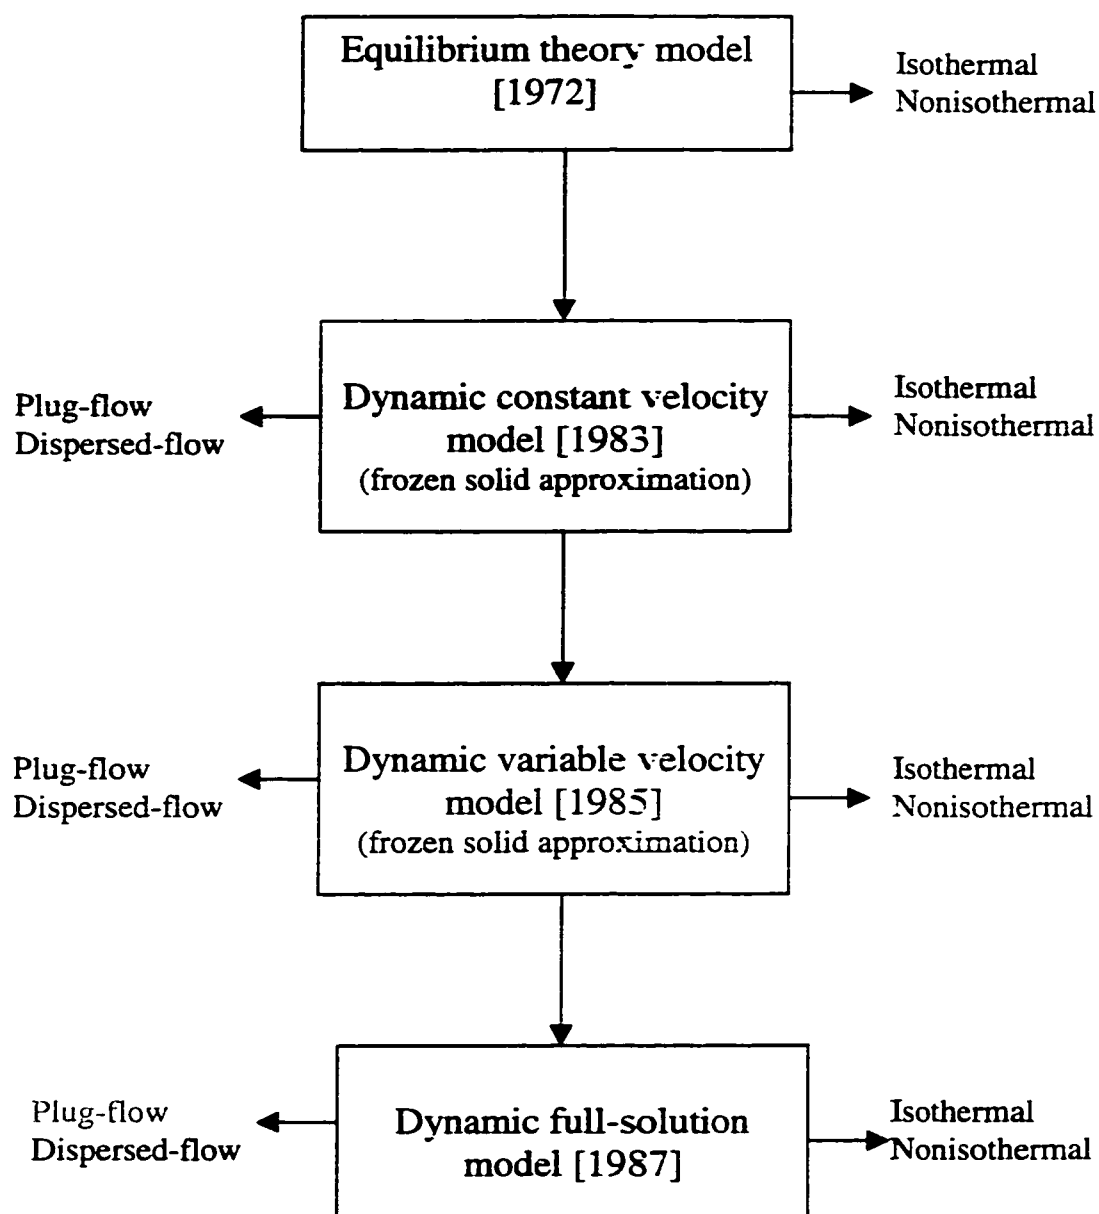 Equilibrium theory model
[1972]
Isothermal
Nonisothermal
Plug-flow
Dispersed-flow
Dynamic constant velocity
model [1983]
(frozen solid approximation)
Isothermal
Nonisothermal
Plug-flow
Dispersed-flow
Dynamic variable velocity
model [1985]
(frozen solid approximation)
Isothermal
Nonisothermal
Plug-flow
Dispersed-flow
Dynamic full-solution
model [1987]
Isothermal
Nonisothermal